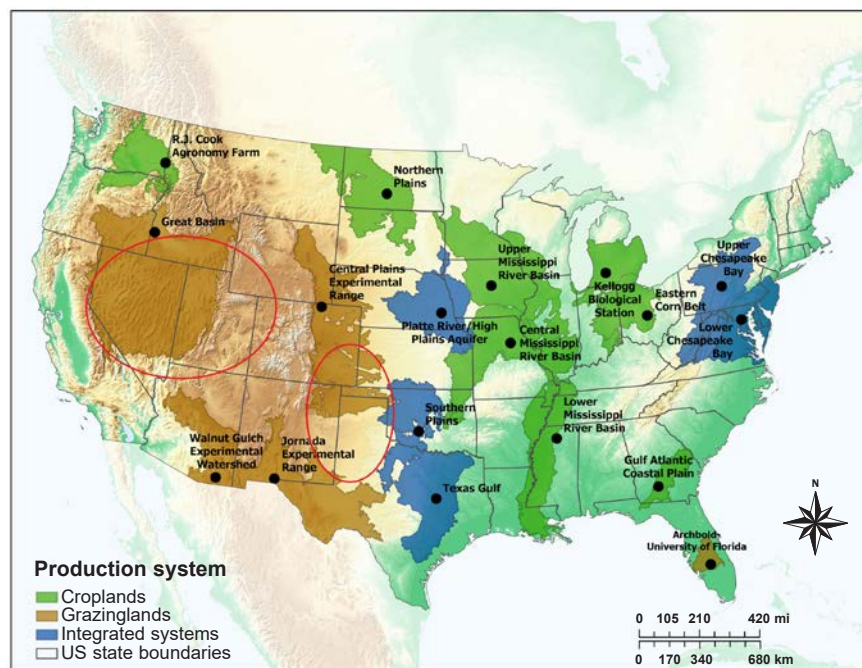 R.J. Cook
Agronomy Farm
Northern
Plains
Great Basin
Central Plains
Experimental
Range
Upper Mississippi
River Basin
Kellogg
Biological
Station
Eastern
Corn Belt
Upper
Chesapeake
Bay
Lower
Chesapeake
Bay
Platte River/High
Plains Aquifer
Central
Mississippi
River Basin
Southern
Plains
Lower
Mississippi
River Basin
Walnut Gulch
Experimental
Watershed
Jornada
Experimental
Range
Texas Gulf
Gulf Atlantic
Coastal Plain
Archbold-
University of Florida
N
Production system
Croplands
Grazinglands
Integrated systems
US state boundaries
0 105 210 420 mi
0 170 340 680 km